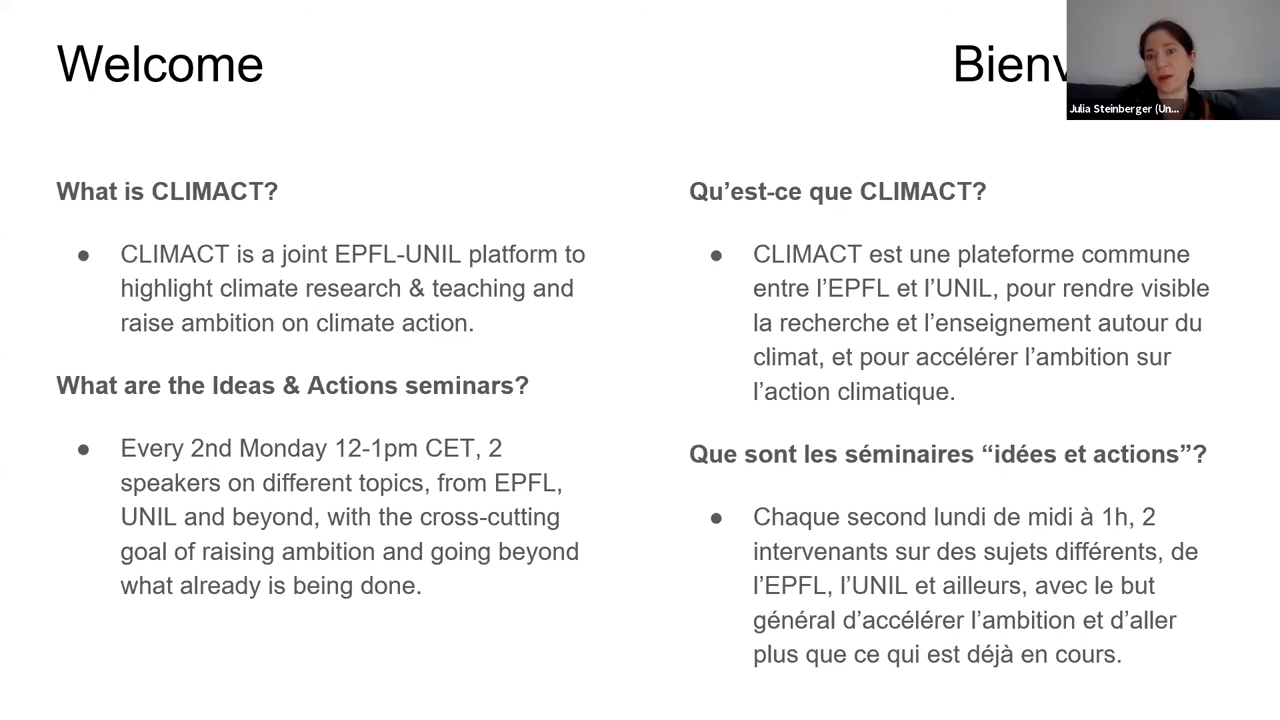 Welcome
What is CLIMACT?
● CLIMACT is a joint EPFL-UNIL platform to
highlight climate research & teaching and
raise ambition on climate action.
What are the Ideas & Actions seminars?
● Every 2nd Monday 12-1pm CET, 2
speakers on different topics, from EPFL,
UNIL and beyond, with the cross-cutting
goal of raising ambition and going beyond
what already is being done.
Bienv
Julia Steinberger (Un...
Qu’est-ce que CLIMACT?
● CLIMACT est une plateforme commune
entre l’EPFL et l’UNIL, pour rendre visible
la recherche et l’enseignement autour du
climat, et pour accélérer l’ambition sur
l’action climatique.
Que sont les séminaires “idées et actions”?
● Chaque second lundi de midi à 1h, 2
intervenants sur des sujets différents, de
l’EPFL, l’UNIL et ailleurs, avec le but
général d’accélérer l’ambition et d’aller
plus que ce qui est déjà en cours.